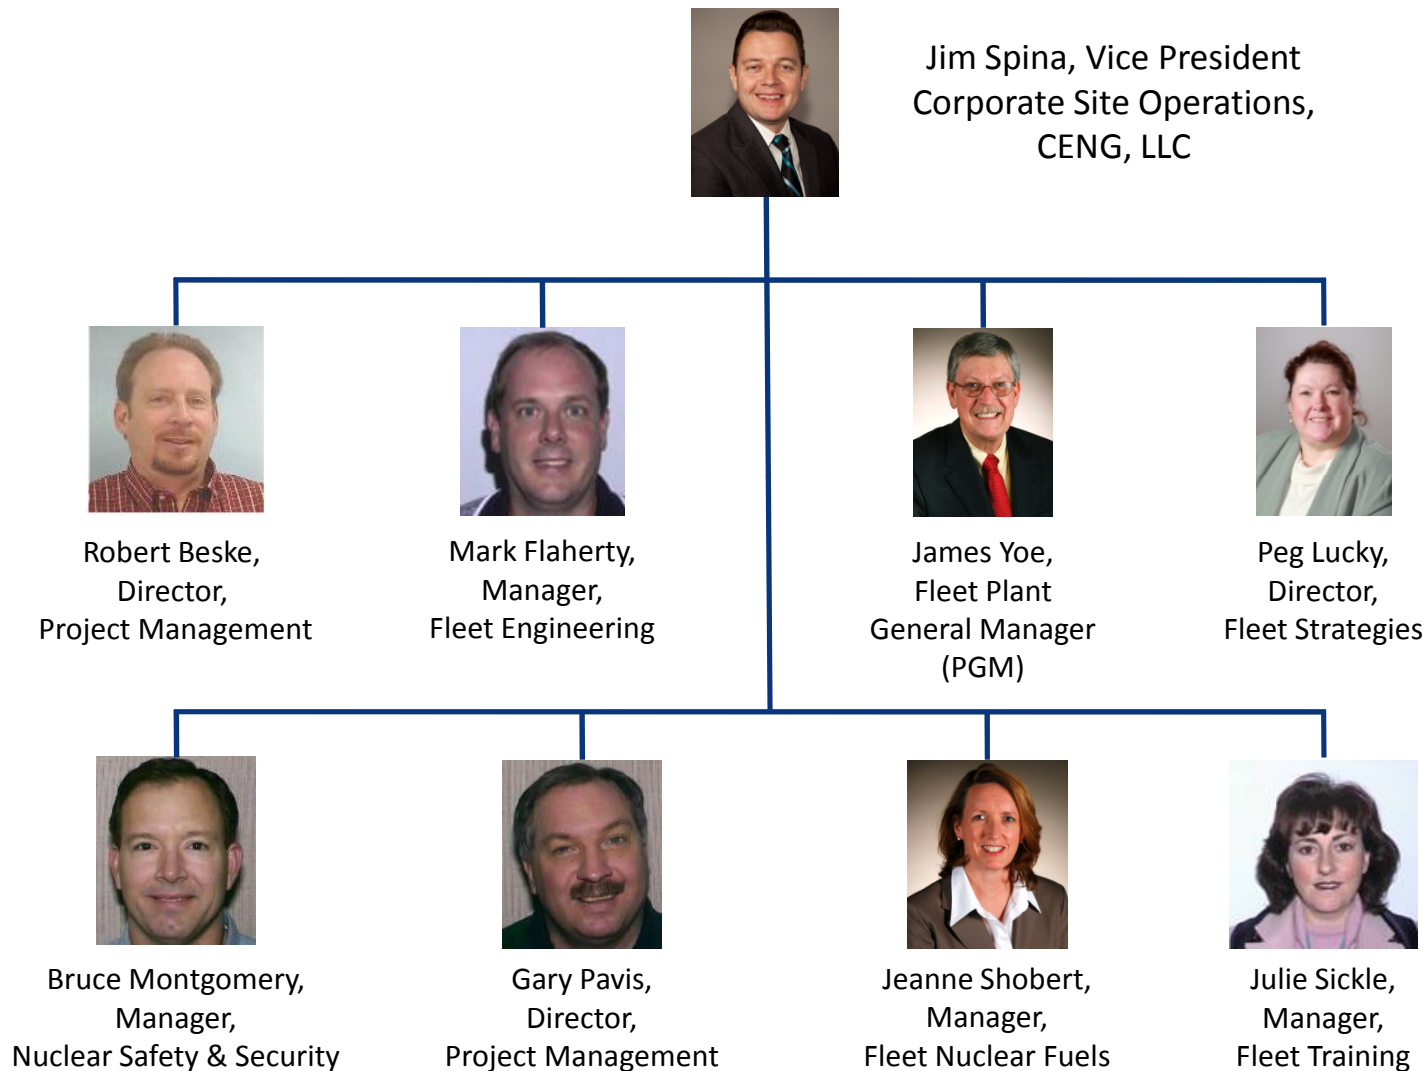 Jim Spina, Vice President
Corporate Site Operations,
CENG, LLC
Robert Beske,
Director,
Project Management
Mark Flaherty,
Manager,
Fleet Engineering
James Yoe,
Fleet Plant
General Manager
(PGM)
Peg Lucky,
Director,
Fleet Strategies
Bruce Montgomery,
Manager,
Nuclear Safety & Security
Gary Pavis,
Director,
Project Management
Jeanne Shobert,
Manager,
Fleet Nuclear Fuels
Julie Sickle,
Manager,
Fleet Training